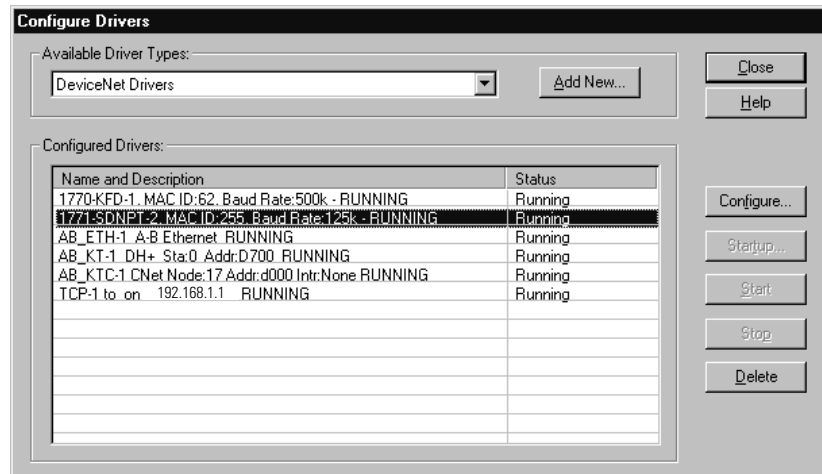 Configure Drivers
Available Driver Types:
DeviceNet Drivers
Add New...
Close
Help
Configured Drivers:
Name and Description Status
1770-KFD-1, MAC ID:62, Baud Rate:500k - RUNNING Running
1771-SDNPT-2, MAC ID:255, Baud Rate:125k - RUNNING Running
AB_ETH-1 A-B Ethernet RUNNING Running
AB_KT-1 DH+ Sta:0 Addr:D700 RUNNING Running
AB_KTC-1 CNet Node:17 Addr:d000 Intr:None RUNNING Running
TCP-1 to on 192.168.1.1 RUNNING Running
Configure...
Startup...
Start
Stop
Delete